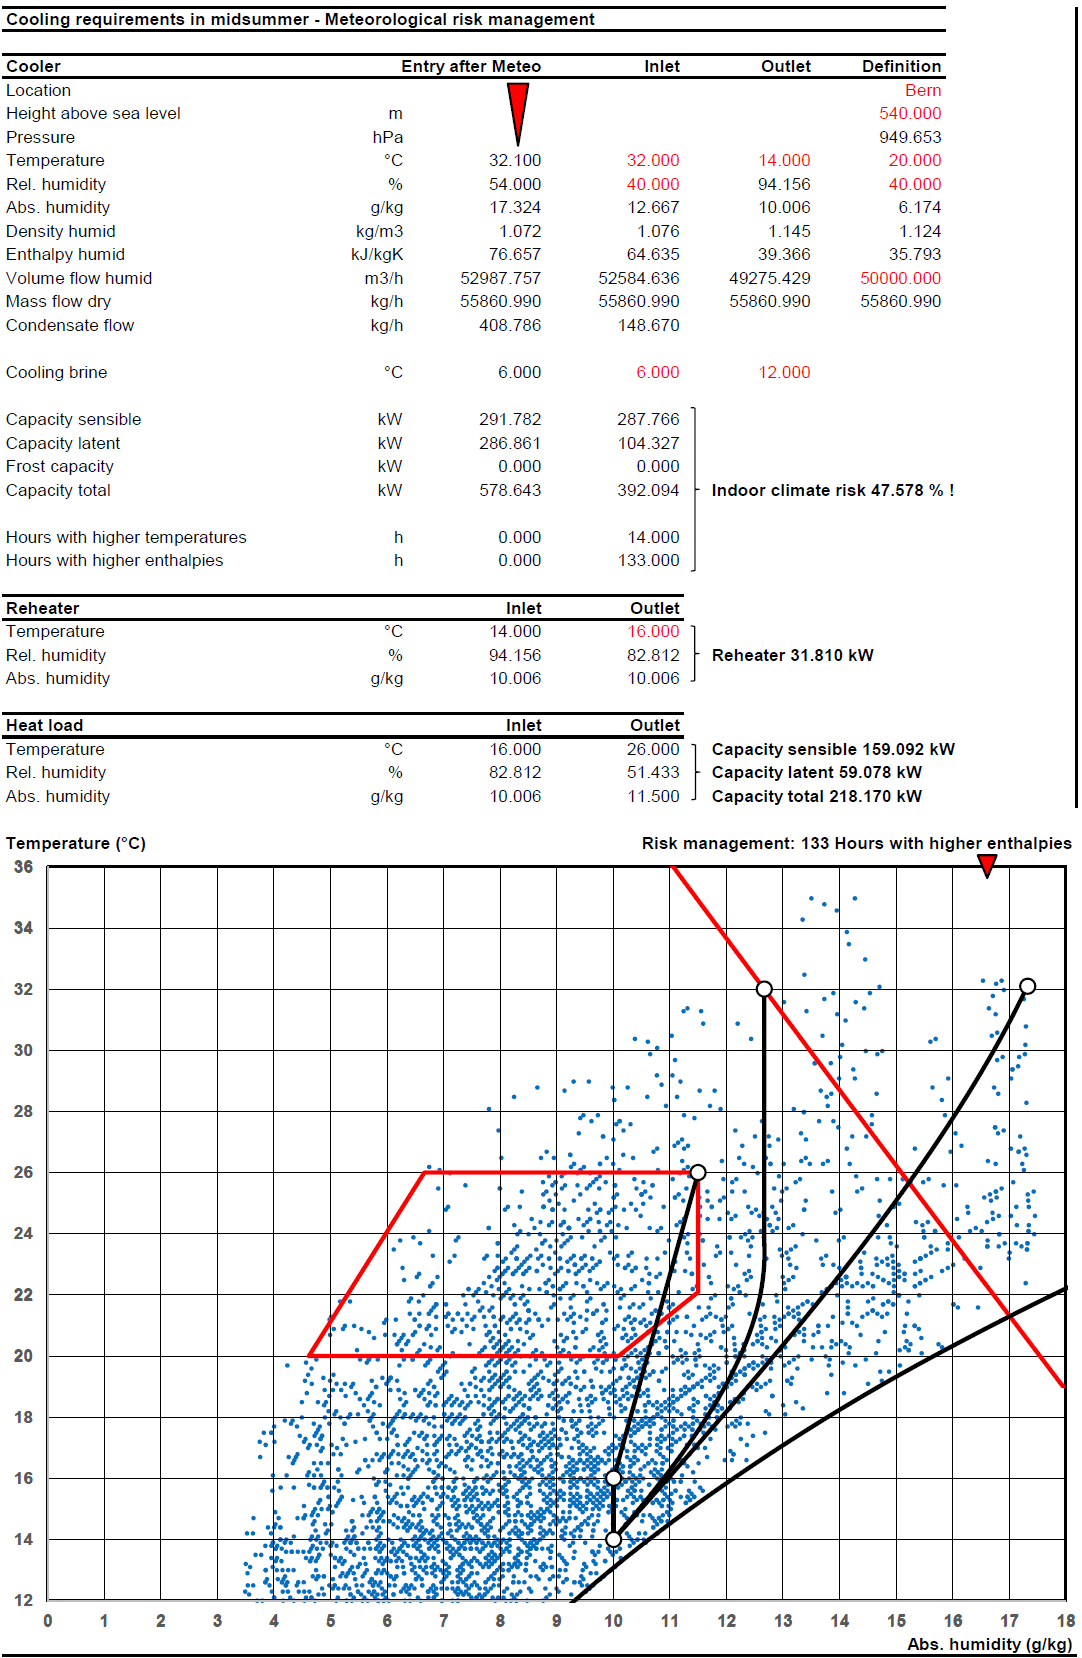 Cooling requirements in midsummer - Meteorological risk management
Cooler Entry after Meteo Inlet Outlet Definition
Location Bern
Height above sea level m 540.000
Pressure hPa 949.653
Temperature °C 32.100 32.000 14.000 20.000
Rel. humidity % 54.000 40.000 94.156 40.000
Abs. humidity g/kg 17.324 12.667 10.006 6.174
Density humid kg/m3 1.072 1.076 1.145 1.124
Enthalpy humid kJ/kgK 76.657 64.635 39.366 35.793
Volume flow humid m3/h 52987.757 52584.636 49275.429 50000.000
Mass flow dry kg/h 55860.990 55860.990 55860.990 55860.990
Condensate flow kg/h 408.786 148.670
Cooling brine °C 6.000 6.000 12.000
Capacity sensible kW 291.782 287.766
Capacity latent kW 286.861 104.327
Frost capacity kW 0.000 0.000
Capacity total kW 578.643 392.094 Indoor climate risk 47.578 % !
Hours with higher temperatures h 0.000 14.000
Hours with higher enthalpies h 0.000 133.000
Reheater Inlet Outlet
Temperature °C 14.000 16.000
Rel. humidity % 94.156 82.812 Reheater 31.810 kW
Abs. humidity g/kg 10.006 10.006
Heat load Inlet Outlet
Temperature °C 16.000 26.000 Capacity sensible 159.092 kW
Rel. humidity % 82.812 51.433 Capacity latent 59.078 kW
Abs. humidity g/kg 10.006 11.500 Capacity total 218.170 kW
Temperature (°C) Risk management: 133 Hours with higher enthalpies
36
34
32
30
28
26
24
22
20
18
16
14
12
0 1 2 3 4 5 6 7 8 9 10 11 12 13 14 15 16 17 18
Abs. humidity (g/kg)